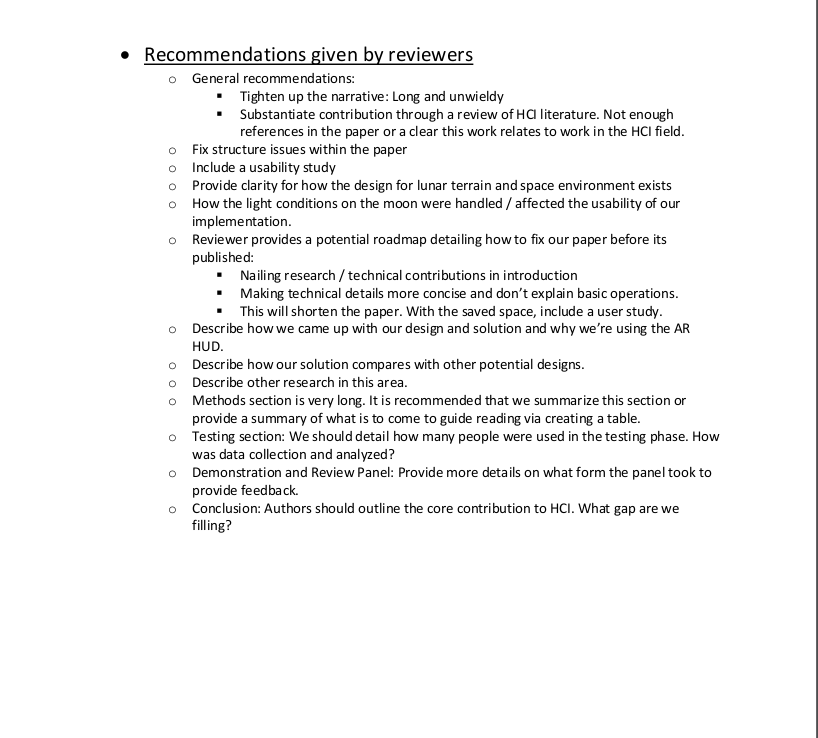 • Recommendations given by reviewers
o General recommendations:
▪ Tighten up the narrative: Long and unwieldy
▪ Substantiate contribution through a review of HCI literature. Not enough
references in the paper or a clear this work relates to work in the HCI field.
o Fix structure issues within the paper
o Include a usability study
o Provide clarity for how the design for lunar terrain and space environment exists
o How the light conditions on the moon were handled / affected the usability of our
implementation.
o Reviewer provides a potential roadmap detailing how to fix our paper before its
published:
▪ Nailing research / technical contributions in introduction
▪ Making technical details more concise and don’t explain basic operations.
▪ This will shorten the paper. With the saved space, include a user study.
o Describe how we came up with our design and solution and why we’re using the AR
HUD.
o Describe how our solution compares with other potential designs.
o Describe other research in this area.
o Methods section is very long. It is recommended that we summarize this section or
provide a summary of what is to come to guide reading via creating a table.
o Testing section: We should detail how many people were used in the testing phase. How
was data collection and analyzed?
o Demonstration and Review Panel: Provide more details on what form the panel took to
provide feedback.
o Conclusion: Authors should outline the core contribution to HCI. What gap are we
filling?